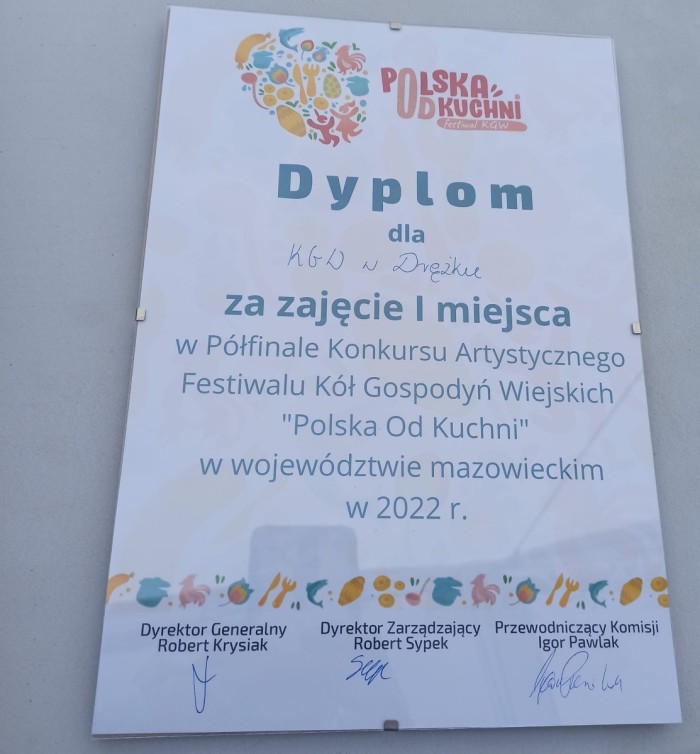 POLSKA
OD KUCHNI
festiwal KGW
Dyplom
dla
KGW w Drężku
za zajęcie I miejsca
w Półfinale Konkursu Artystycznego
Festiwalu Kół Gospodyń Wiejskich
"Polska Od Kuchni"
w województwie mazowieckim
w 2022 r.
Dyrektor Generalny Dyrektor Zarządzający Przewodniczący Komisji
Robert Krysiak Robert Sypek Igor Pawlak